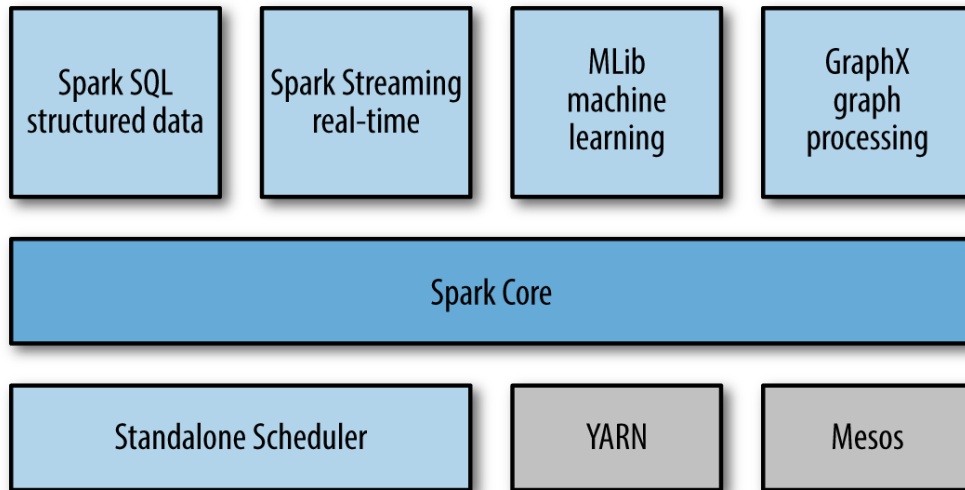 Spark SQL
structured data
Spark Streaming
real-time
MLib
machine
learning
GraphX
graph
processing
Spark Core
Standalone Scheduler
YARN
Mesos